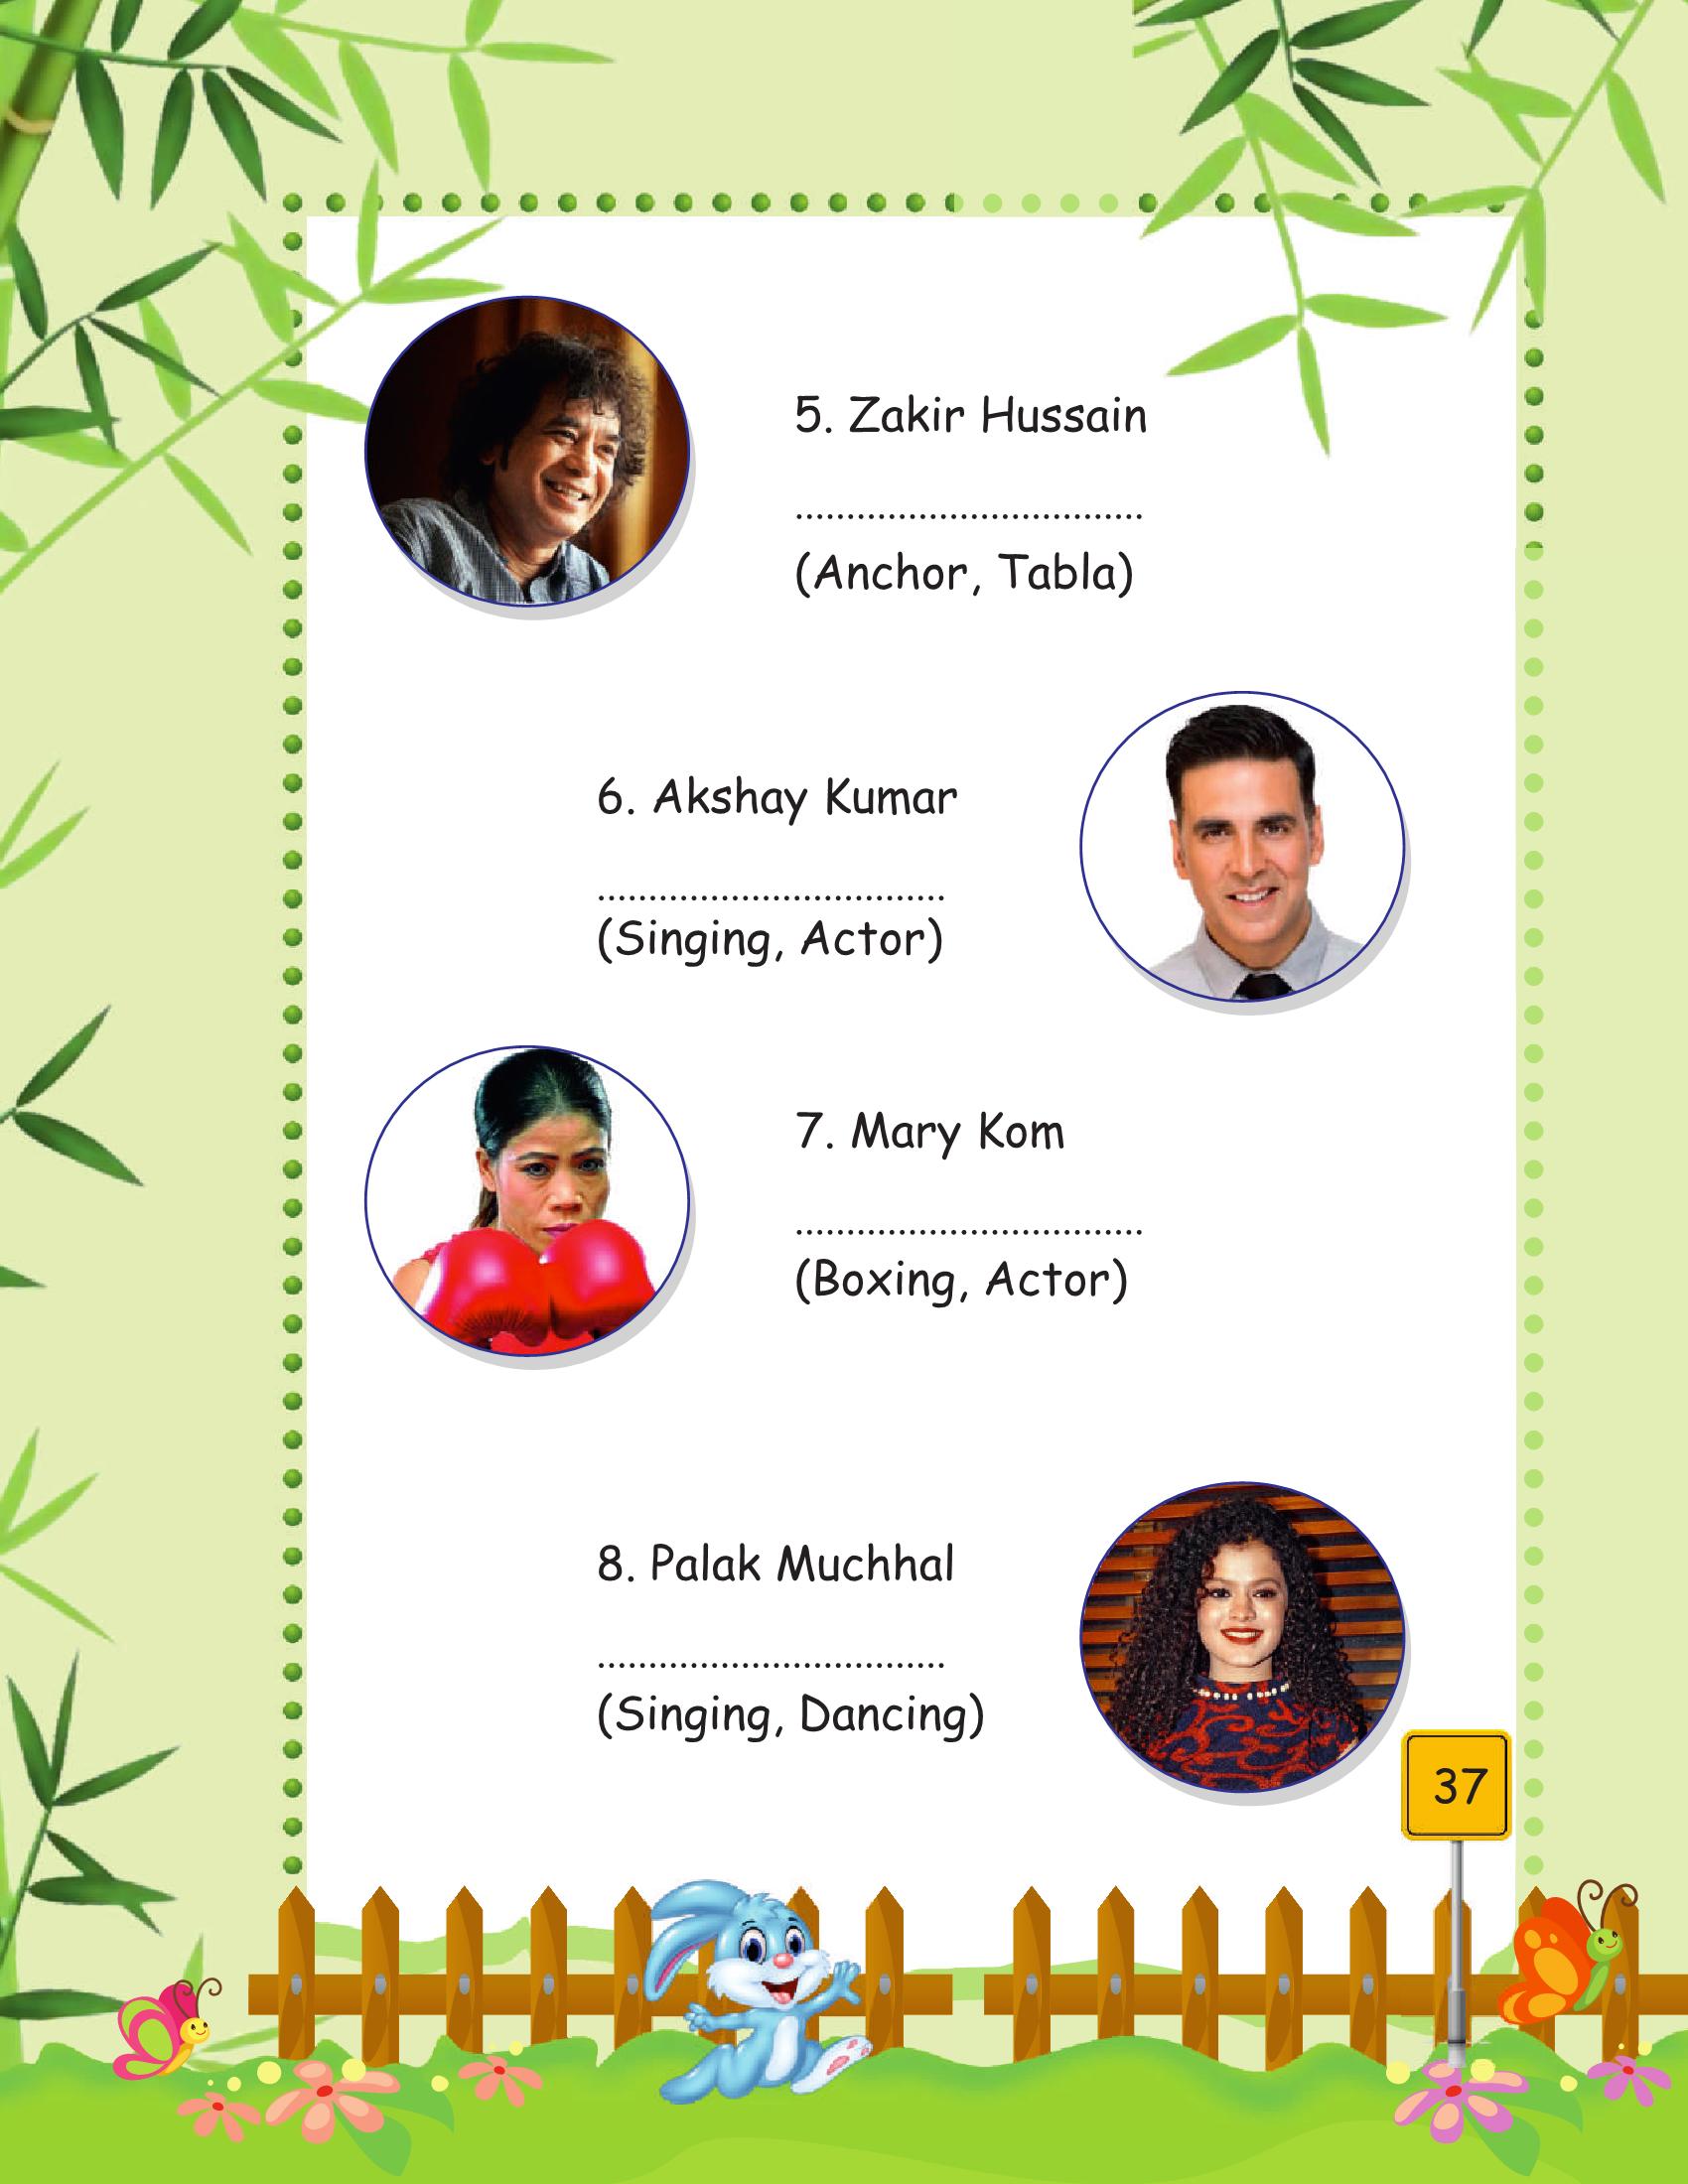 5. Zakir Hussain
..................................
(Anchor, Tabla)
6. Akshay Kumar
..................................
(Singing, Actor)
7. Mary Kom
..................................
(Boxing, Actor)
8. Palak Muchhal
..................................
(Singing, Dancing)
37